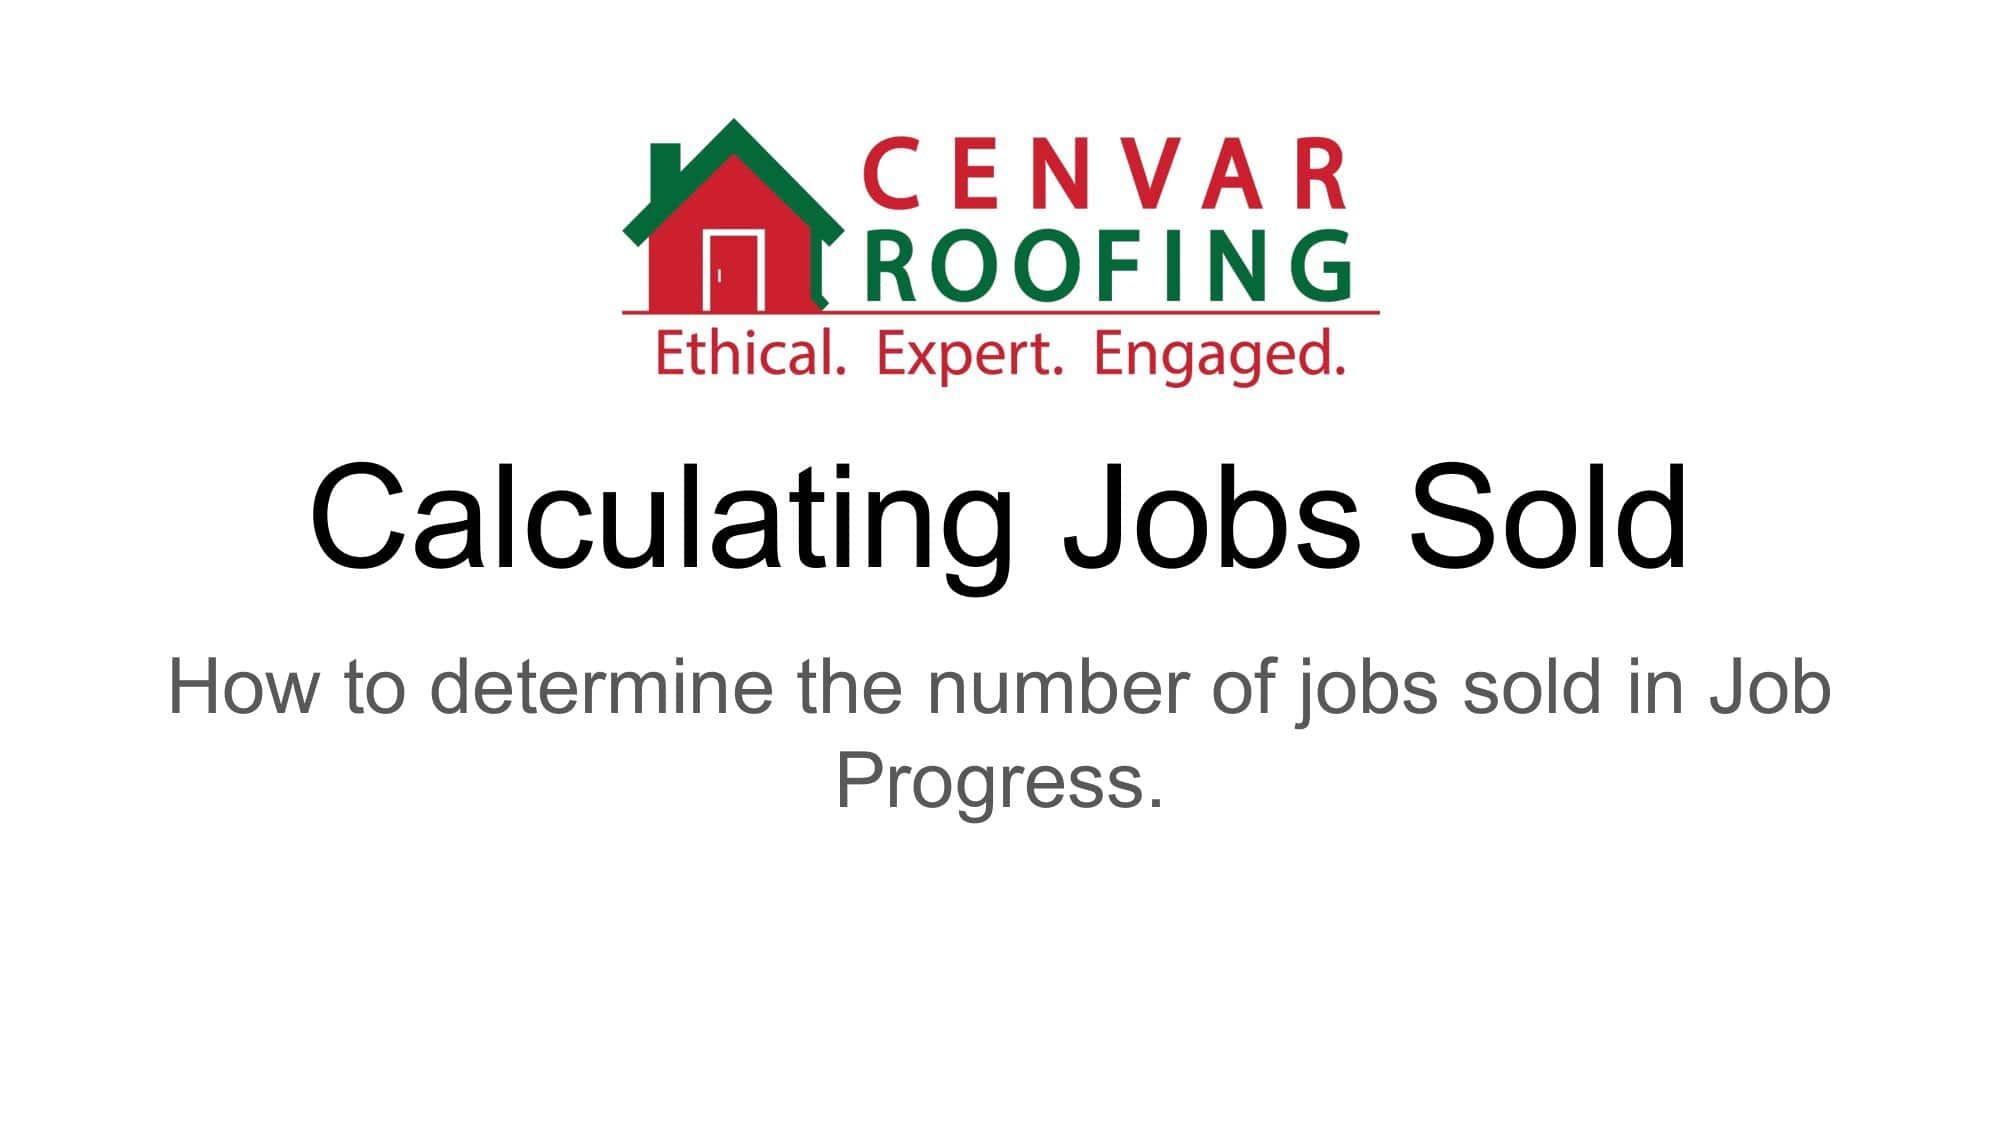 CENVAR
ROOFING
Ethical. Expert. Engaged.
Calculating Jobs Sold
How to determine the number of jobs sold in Job
Progress.